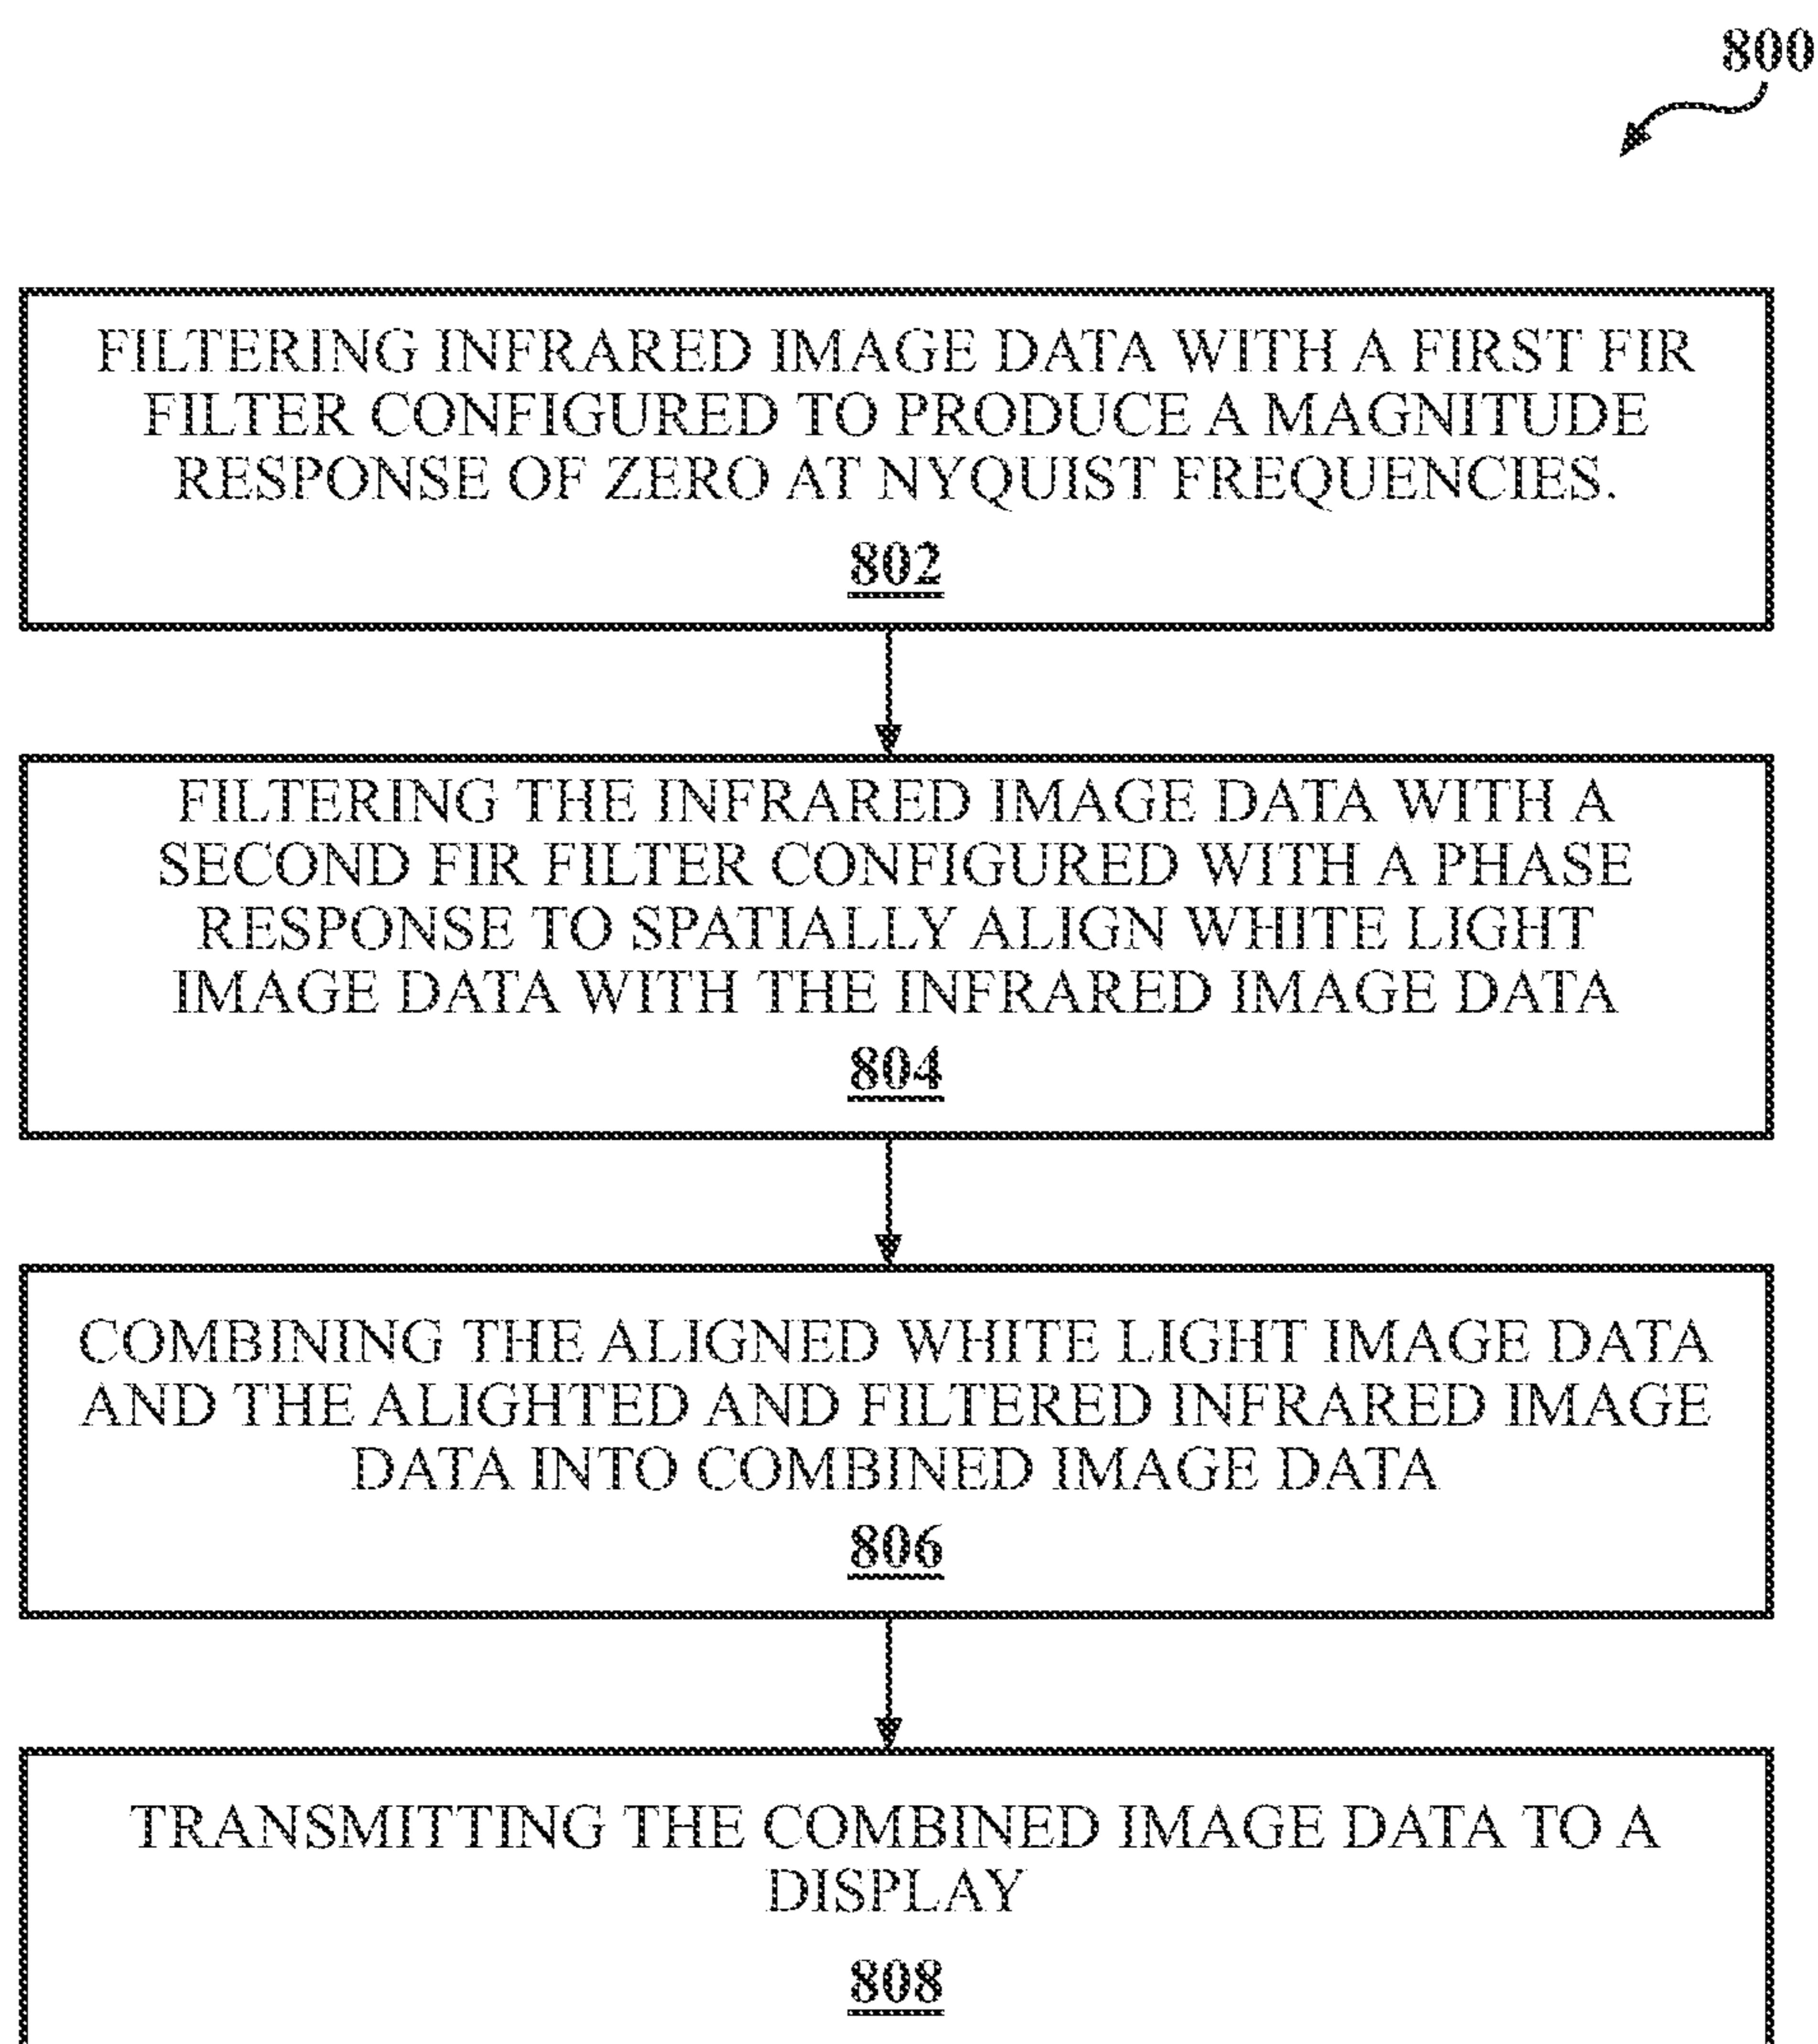 800
FILTERING INFRARED IMAGE DATA WITH A FIRST FIR
FILTER CONFIGURED TO PRODUCE A MAGNITUDE
RESPONSE OF ZERO AT NYQUIST FREQUENCIES.
802
FILTERING THE INFRARED IMAGE DATA WITH A
SECOND FIR FILTER CONFIGURED WITH A PHASE
RESPONSE TO SPATIALLY ALIGN WHITE LIGHT
IMAGE DATA WITH THE INFRARED IMAGE DATA
804
COMBINING THE ALIGNED WHITE LIGHT IMAGE DATA
AND THE ALIGHTED AND FILTERED INFRARED IMAGE
DATA INTO COMBINED IMAGE DATA
806
TRANSMITTING THE COMBINED IMAGE DATA TO A
DISPLAY
808